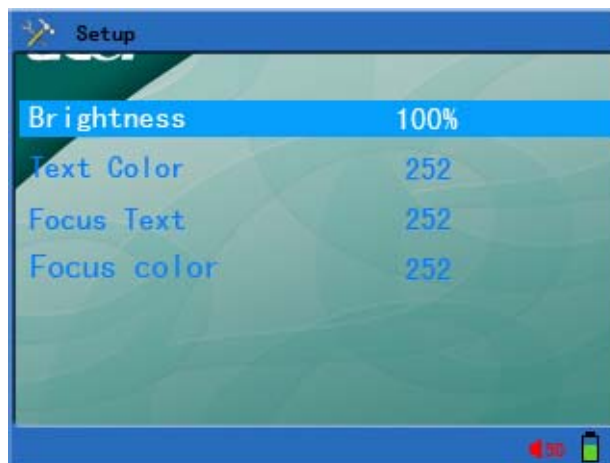 Setup
Brightness 100%
Text Color 252
Focus Text 252
Focus color 252